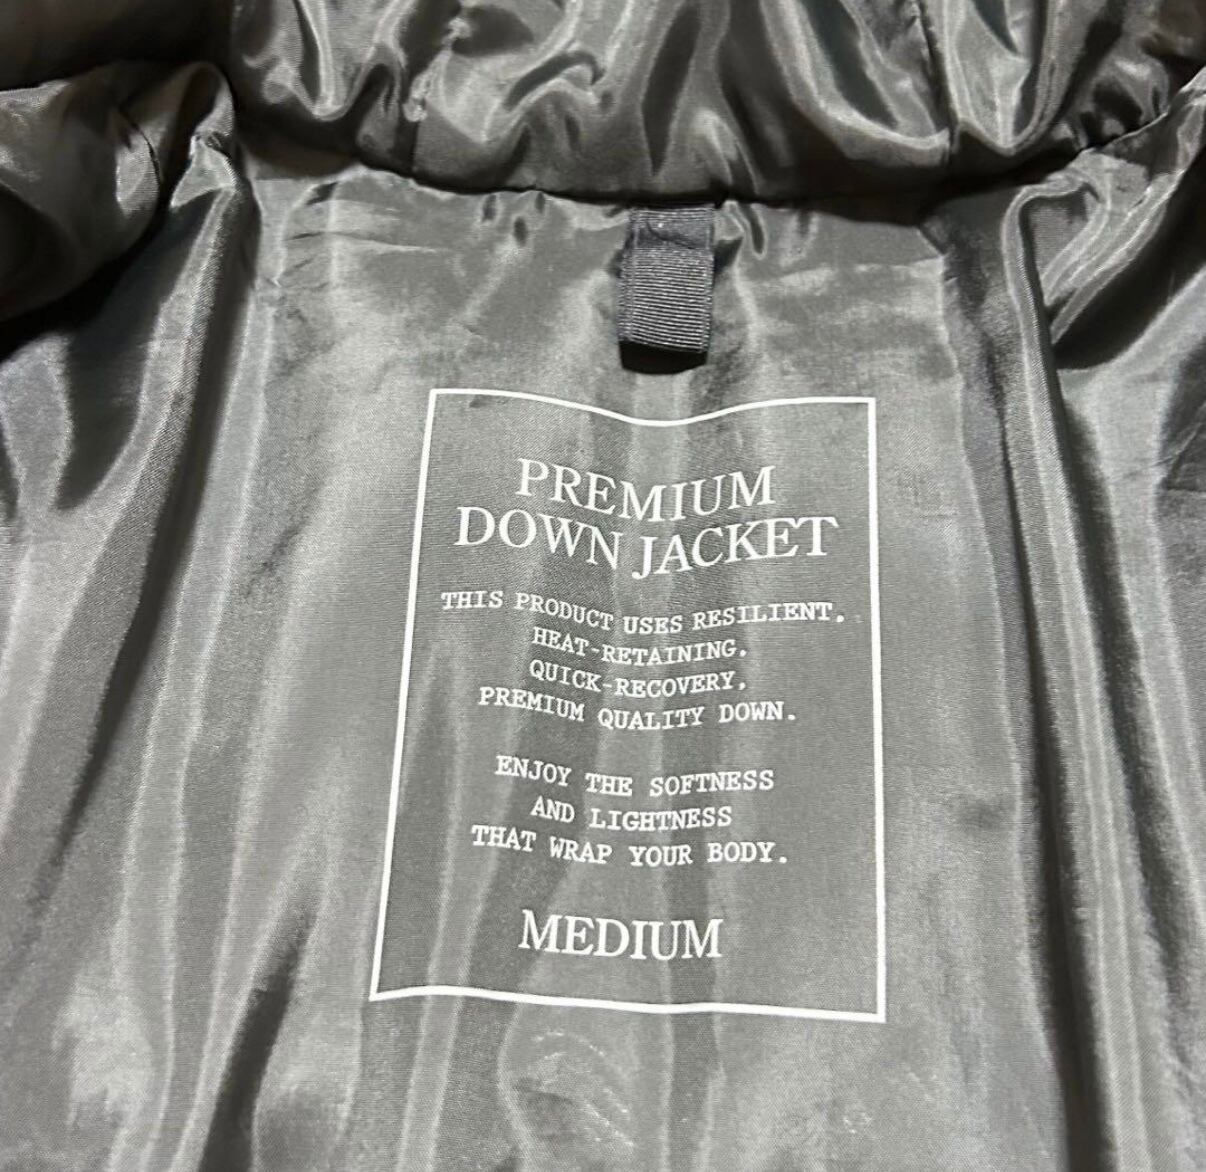 PREMIUM
DOWN JACKET
THIS PRODUCT USES RESILIENT.
HEAT-RETAINING.
QUICK-RECOVERY,
PREMIUM QUALITY DOWN.
ENJOY THE SOFTNESS
AND LIGHTNESS
THAT WRAP YOUR BODY.
MEDIUM